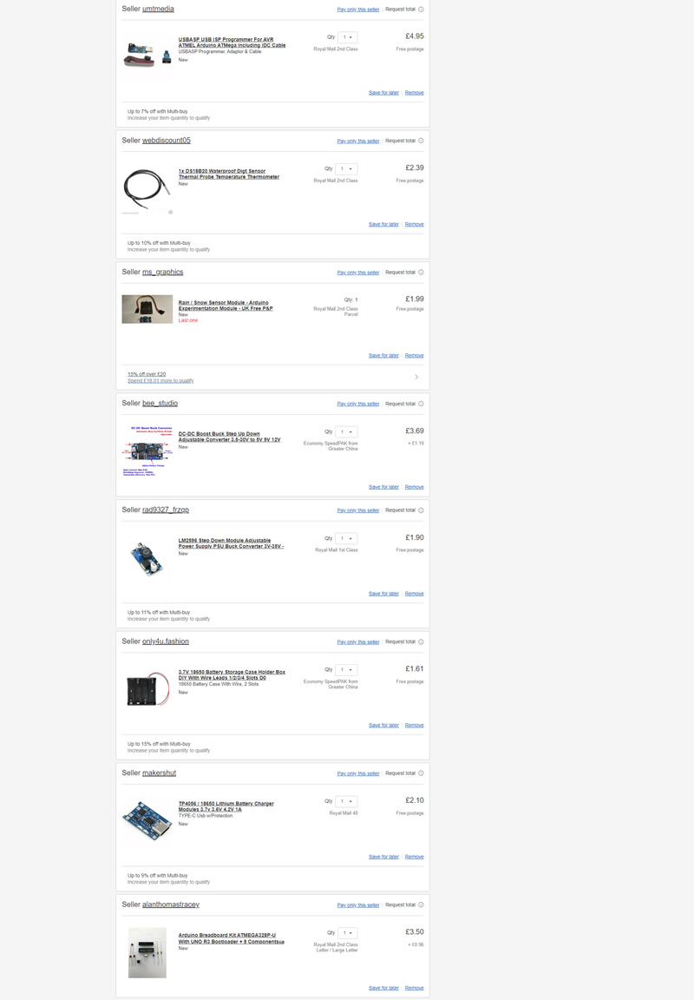 Seller umtmedia
Pay only this seller
Request total
USBASP USB ISP Programmer For AVR
ATMEL Arduino ATMega Including IDC Cable
USBASP Programmer, Adaptor & Cable
New
Qty 1
Royal Mail 2nd Class
£4.95
Free postage
Save for later
Remove
Up to 7% off with Multi-buy
Increase your item quantity to qualify
Seller webdiscount05
Pay only this seller
Request total
1x DS18B20 Waterproof Digt Sensor
Thermal Probe Temperature Thermometer
New
Qty 1
Royal Mail 2nd Class
£2.39
Free postage
Save for later
Remove
Up to 10% off with Multi-buy
Increase your item quantity to qualify
Seller ms_graphics
Pay only this seller
Request total
Rain / Snow Sensor Module - Arduino
Experimentation Module - UK Free P&P
New
Last one
Qty: 1
Royal Mail 2nd Class
Parcel
£1.99
Free postage
Save for later
Remove
15% off over £20
Spend £18.01 more to qualify
Seller bee_studio
Pay only this seller
Request total
DC-DC Boost Buck Converter
DC-DC Boost Buck Step Up Down
Adjustable Converter 3.5-30V to 5V 9V 12V
New
Qty 1
Economy SpeedPAK from
Greater China
£3.69
+ £1.19
Save for later
Remove
Seller rad9327_frzqp
Pay only this seller
Request total
LM2596 Step Down Module Adjustable
Power Supply PSU Buck Converter 3V-35V -
New
Qty 1
Royal Mail 1st Class
£1.90
Free postage
Save for later
Remove
Up to 11% off with Multi-buy
Increase your item quantity to qualify
Seller only4u.fashion
Pay only this seller
Request total
3.7V 18650 Battery Storage Case Holder Box
DIY With Wire Leads 1/2/3/4 Slots D0
18650 Battery Case With Wire, 2 Slots
New
Qty 1
Economy SpeedPAK from
Greater China
£1.61
Free postage
Save for later
Remove
Up to 15% off with Multi-buy
Increase your item quantity to qualify
Seller makershut
Pay only this seller
Request total
TP4056 / 18650 Lithium Battery Charger
Modules 3.7v 3.6V 4.2V 1A
TYPE-C Usb w/Protection
New
Qty 1
Royal Mail 48
£2.10
Free postage
Save for later
Remove
Up to 9% off with Multi-buy
Increase your item quantity to qualify
Seller alanthomastracey
Pay only this seller
Request total
Arduino Breadboard Kit ATMEGA328P-U
With UNO R3 Bootloader + 9 Components
New
Qty 1
Royal Mail 2nd Class
Letter / Large Letter
£3.50
+ £0.96
Save for later
Remove